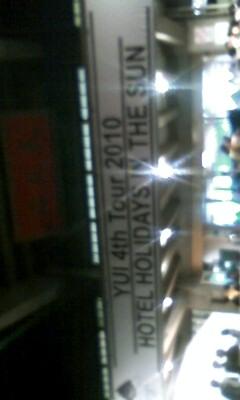 YUI 4th Tour 2010
HOTEL HOLIDAYS IN THE SUN